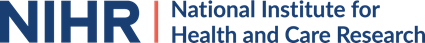 NIHR | National Institute for
Health and Care Research